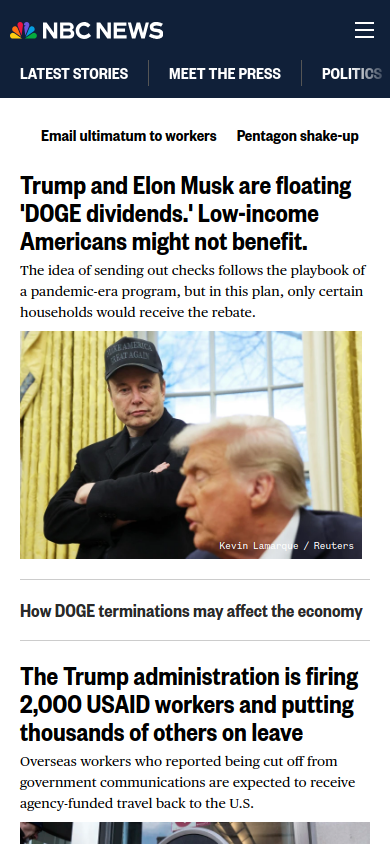 NBC NEWS
LATEST STORIES
MEET THE PRESS
POLITICS
Email ultimatum to workers
Pentagon shake-up
Trump and Elon Musk are floating
'DOGE dividends.' Low-income
Americans might not benefit.
The idea of sending out checks follows the playbook of
a pandemic-era program, but in this plan, only certain
households would receive the rebate.
Kevin Lamarque / Reuters
How DOGE terminations may affect the economy
The Trump administration is firing
2,000 USAID workers and putting
thousands of others on leave
Overseas workers who reported being cut off from
government communications are expected to receive
agency-funded travel back to the U.S.